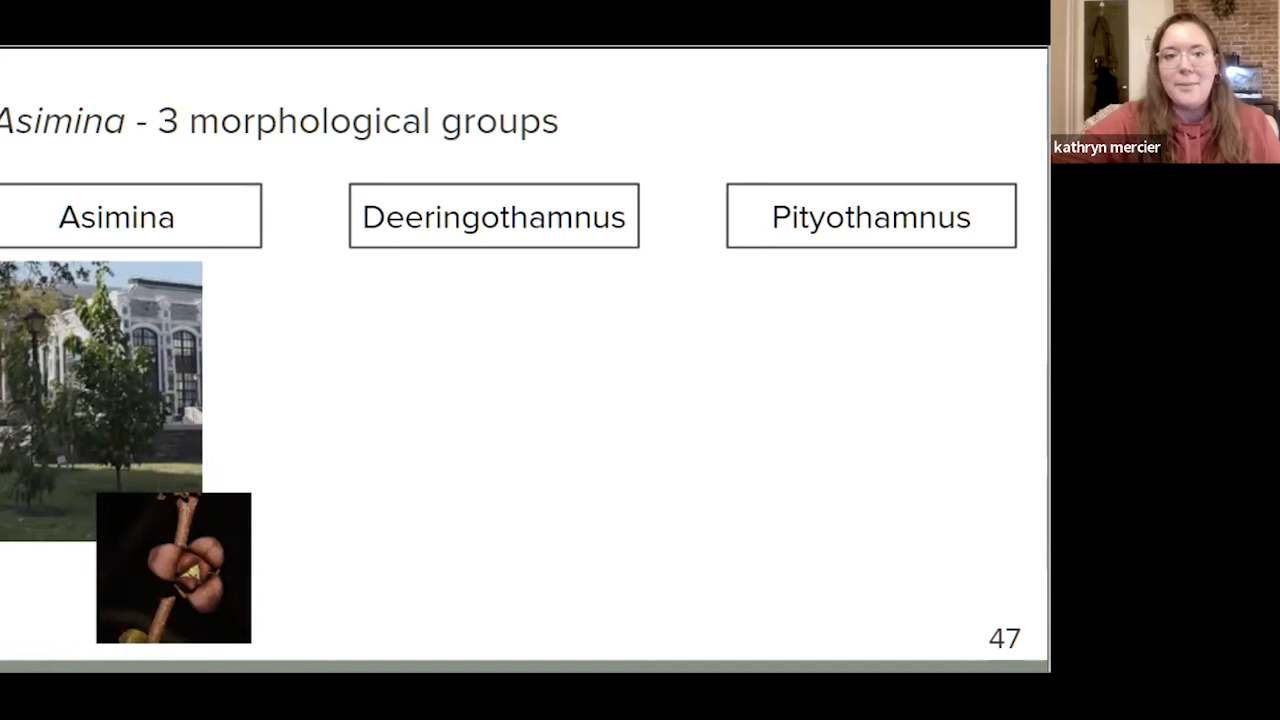 Asimina - 3 morphological groups
Asimina
Deeringothamnus
Pityothamnus
kathryn mercier
47